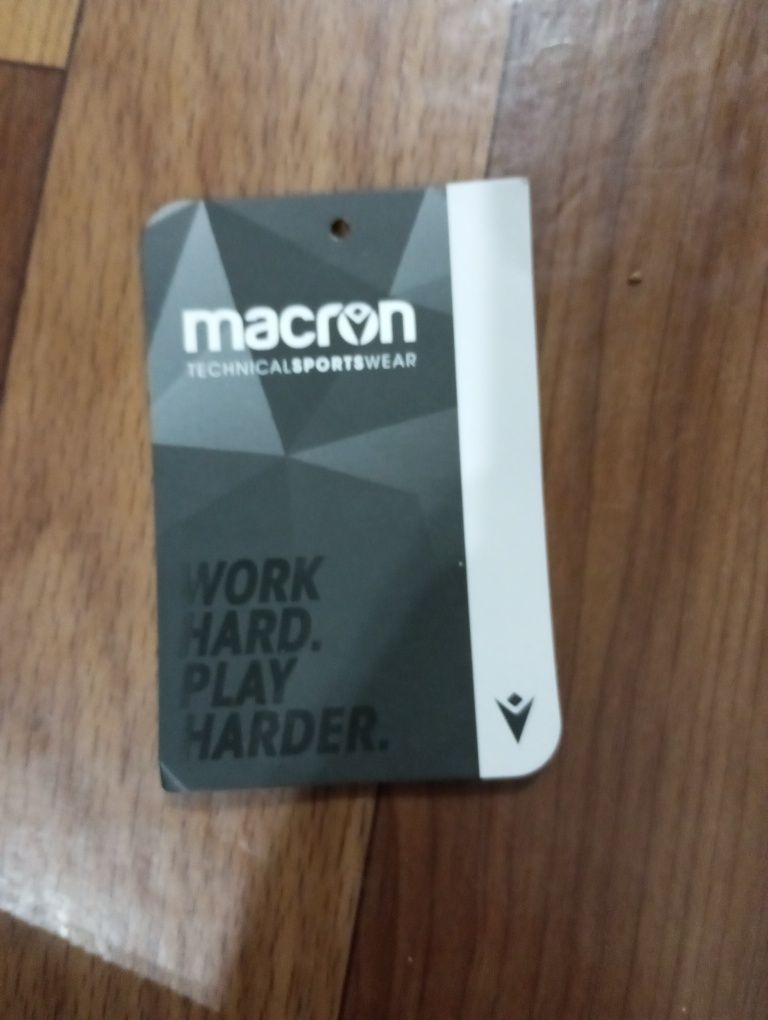 macron
TECHNICALSPORTSWEAR
WORK
HARD.
PLAY
HARDER.